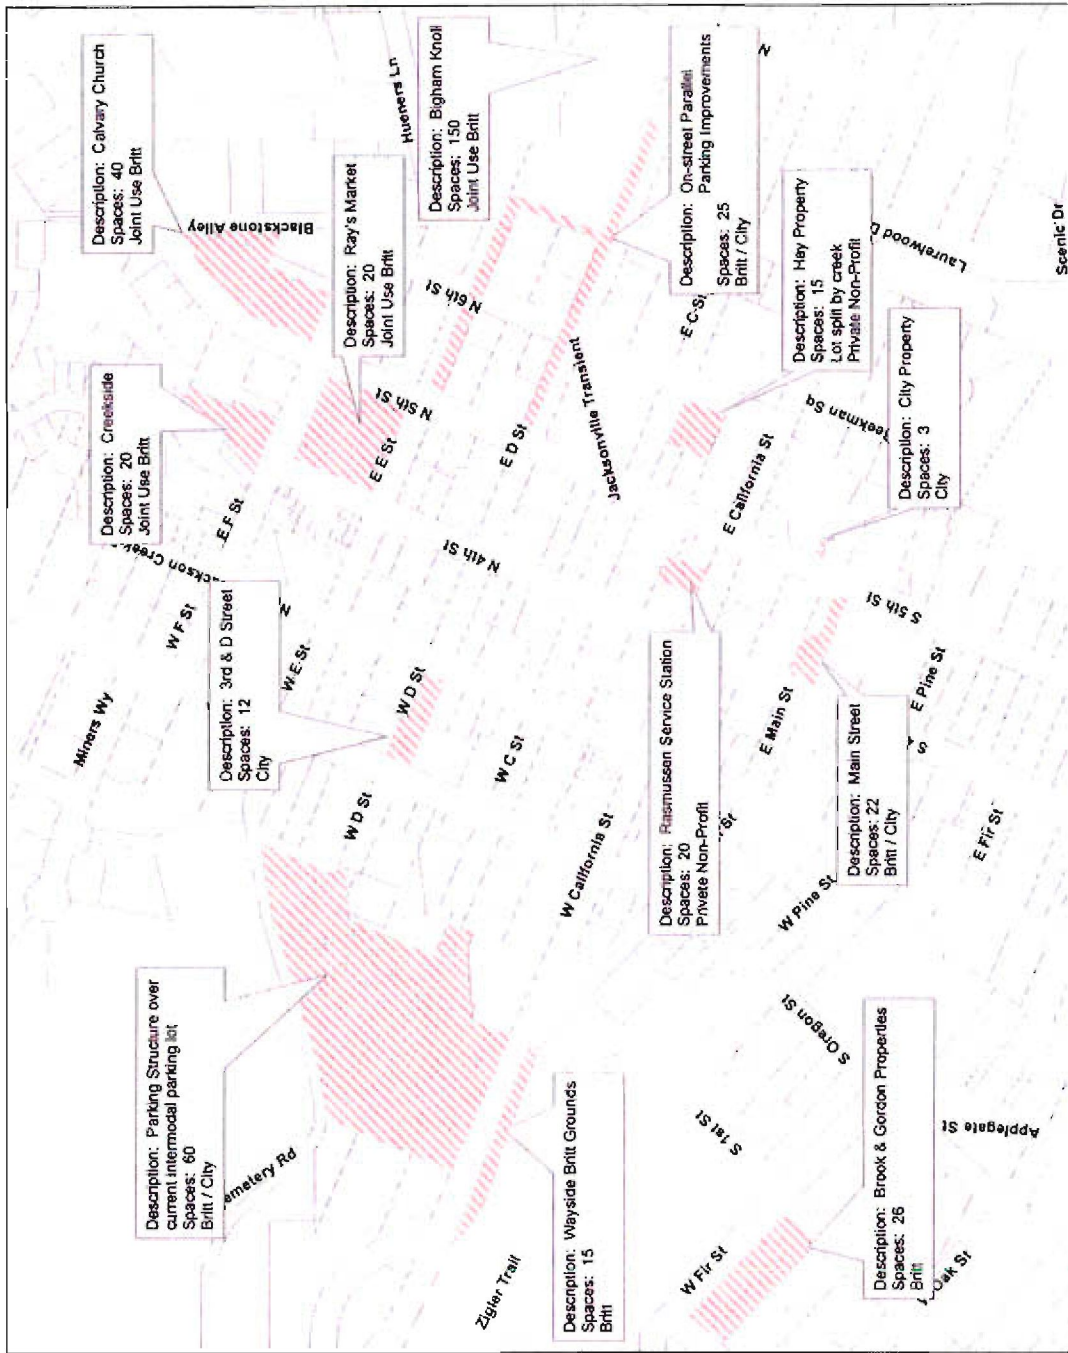 Description: Parking Structure over
current intermodal parking lot
Spaces: 60
Britt / City
Description: 3rd & D Street
Spaces: 12
City
Description: Creekside
Spaces: 20
Joint Use Britt
Description: Calvary Church
Spaces: 40
Joint Use Britt
Description: Ray's Market
Spaces: 20
Joint Use Britt
Description: Bigham Knoll
Spaces: 150
Joint Use Britt
Description: Wayside Britt Grounds
Spaces: 15
Britt
Description: Rasmussen Service Station
Spaces: 20
Private Non-Profit
Description: On-street Parallel
Parking Improvements
Spaces: 25
Britt / City
Description: Hay Property
Spaces: 15
Lot split by creek
Private Non-Profit
Description: City Property
Spaces: 3
City
Description: Main Street
Spaces: 22
Britt / City
Description: Brook & Gordon Properties
Spaces: 26
Britt
Miners Wy
W F St
E F St
W E St
N
Blackstone Alley
Hueners Ln
N 6th St
N 5th St
E E St
E D St
N 4th St
W D St
W D St
W C St
Jacksonville Transient
E C St
E California St
W California St
Zigler Trail
E Main St
S 5th St
E Pine St
W Pine St
E Fir St
S Oregon St
S 1st St
W Fir St
Applegate St
Laurelwood D
Scenic Dr
N
Oak St